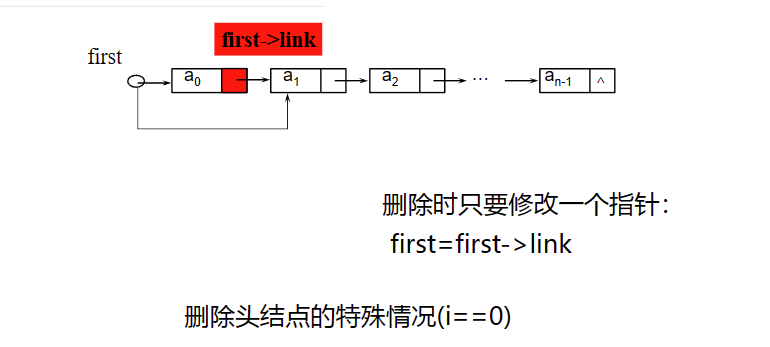 first->link
first
a0 a1 a2 ... an-1 ^
删除时只要修改一个指针：
first=first->link
删除头结点的特殊情况(i==0)